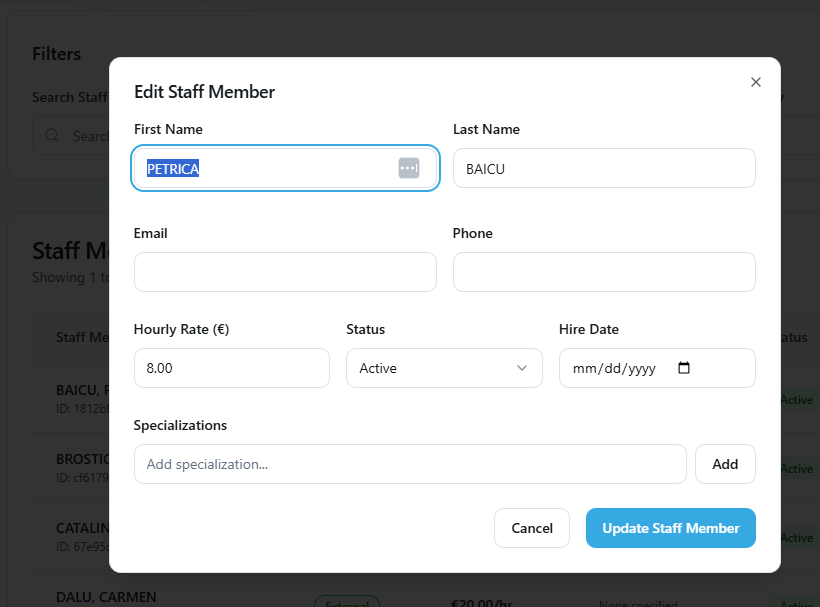 Filters
Search Staff
Search
Edit Staff Member
First Name
Last Name
PETRICA
BAICU
Email
Phone
Hourly Rate (€)
Status
Hire Date
8.00
Active
mm/dd/yyyy
Specializations
Add specialization...
Add
Cancel
Update Staff Member
Staff M
Showing 1 to
Staff Me
atus
BAICU, P
Active
ID: 1812b
BROSTIC
Active
ID: cf6179
CATALIN
Active
ID: 67e95c
DALU, CARMEN
External
€20.00/hr
None specified
Active